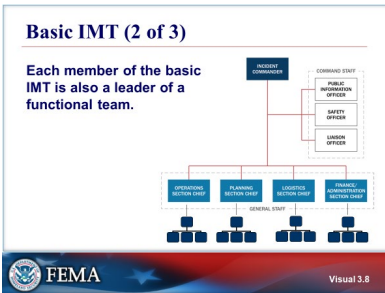 Basic IMT (2 of 3)
Each member of the basic
IMT is also a leader of a
functional team.
INCIDENT
COMMANDER
COMMAND STAFF
PUBLIC
INFORMATION
OFFICER
SAFETY
OFFICER
LIAISON
OFFICER
OPERATIONS
SECTION CHIEF
PLANNING
SECTION CHIEF
LOGISTICS
SECTION CHIEF
FINANCE/
ADMINISTRATION
SECTION CHIEF
GENERAL STAFF
FEMA
Visual 3.8